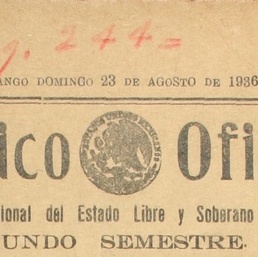 g. 244=
ANGO DOMINGO 23 DE AGOSTO DE 1936
ico Ofi
ional del Estado Libre y Soberano
UNDO SEMESTRE.